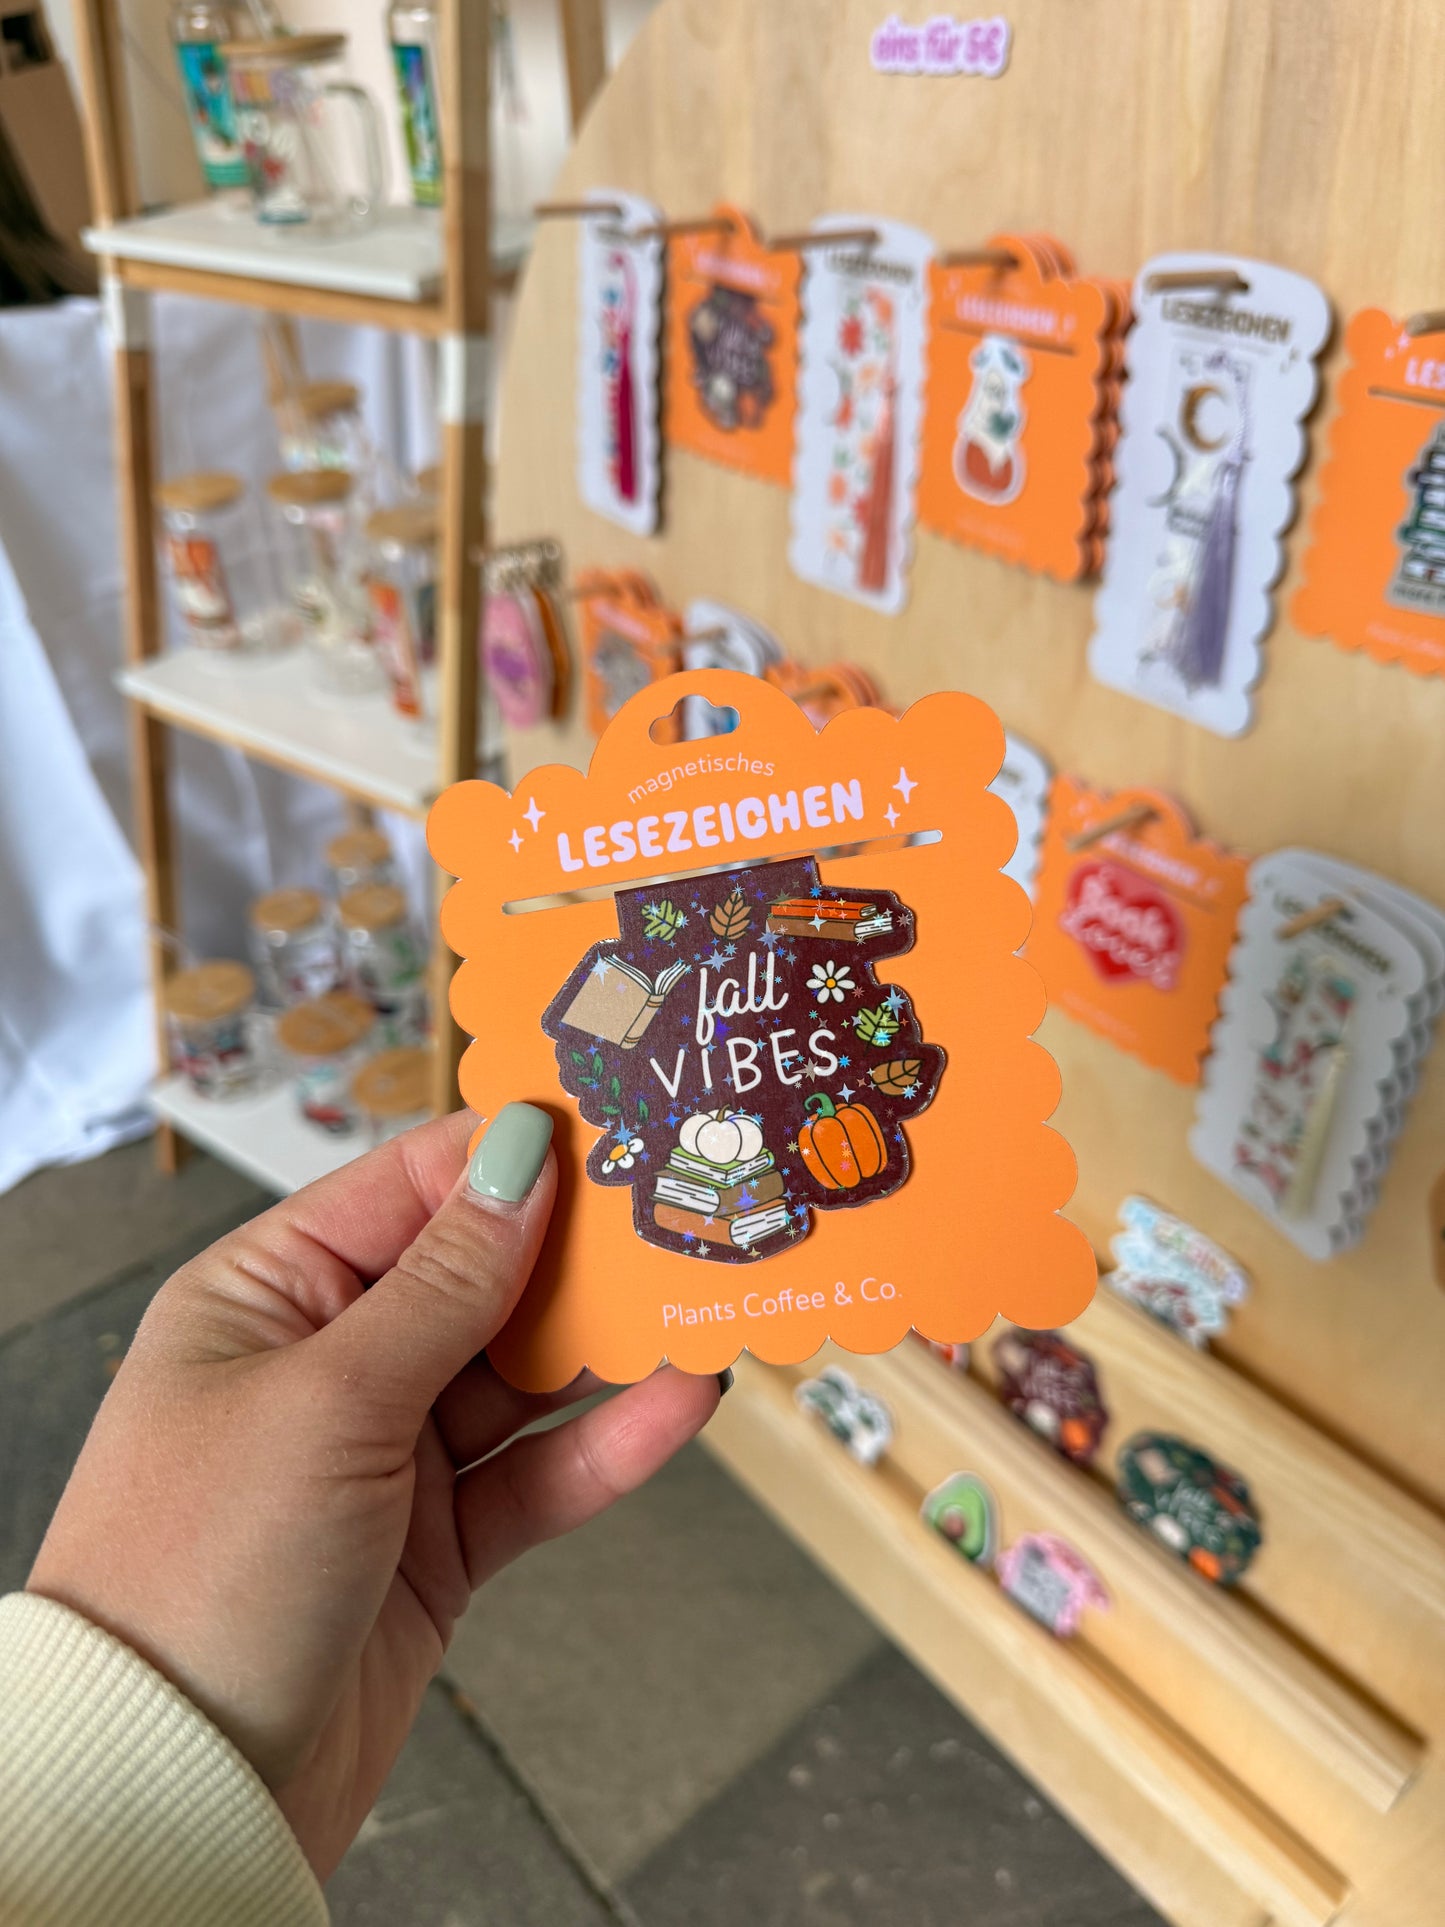 eins für 5€
LESEZEICHEN
LESEZEICHEN
LESEZEICHEN
magnetisches
LESEZEICHEN
fall
VIBES
Plants Coffee & Co.
Book
Lover